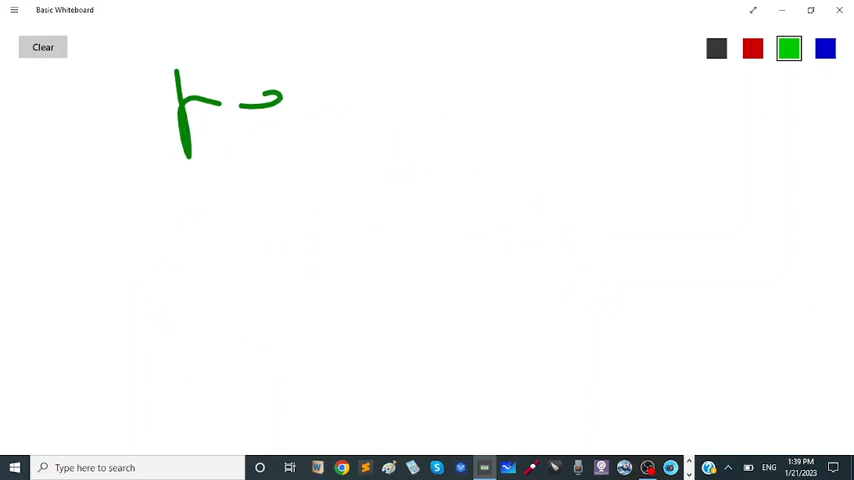 Basic Whiteboard
Clear
Type here to search
ENG
1:39 PM
1/21/2023